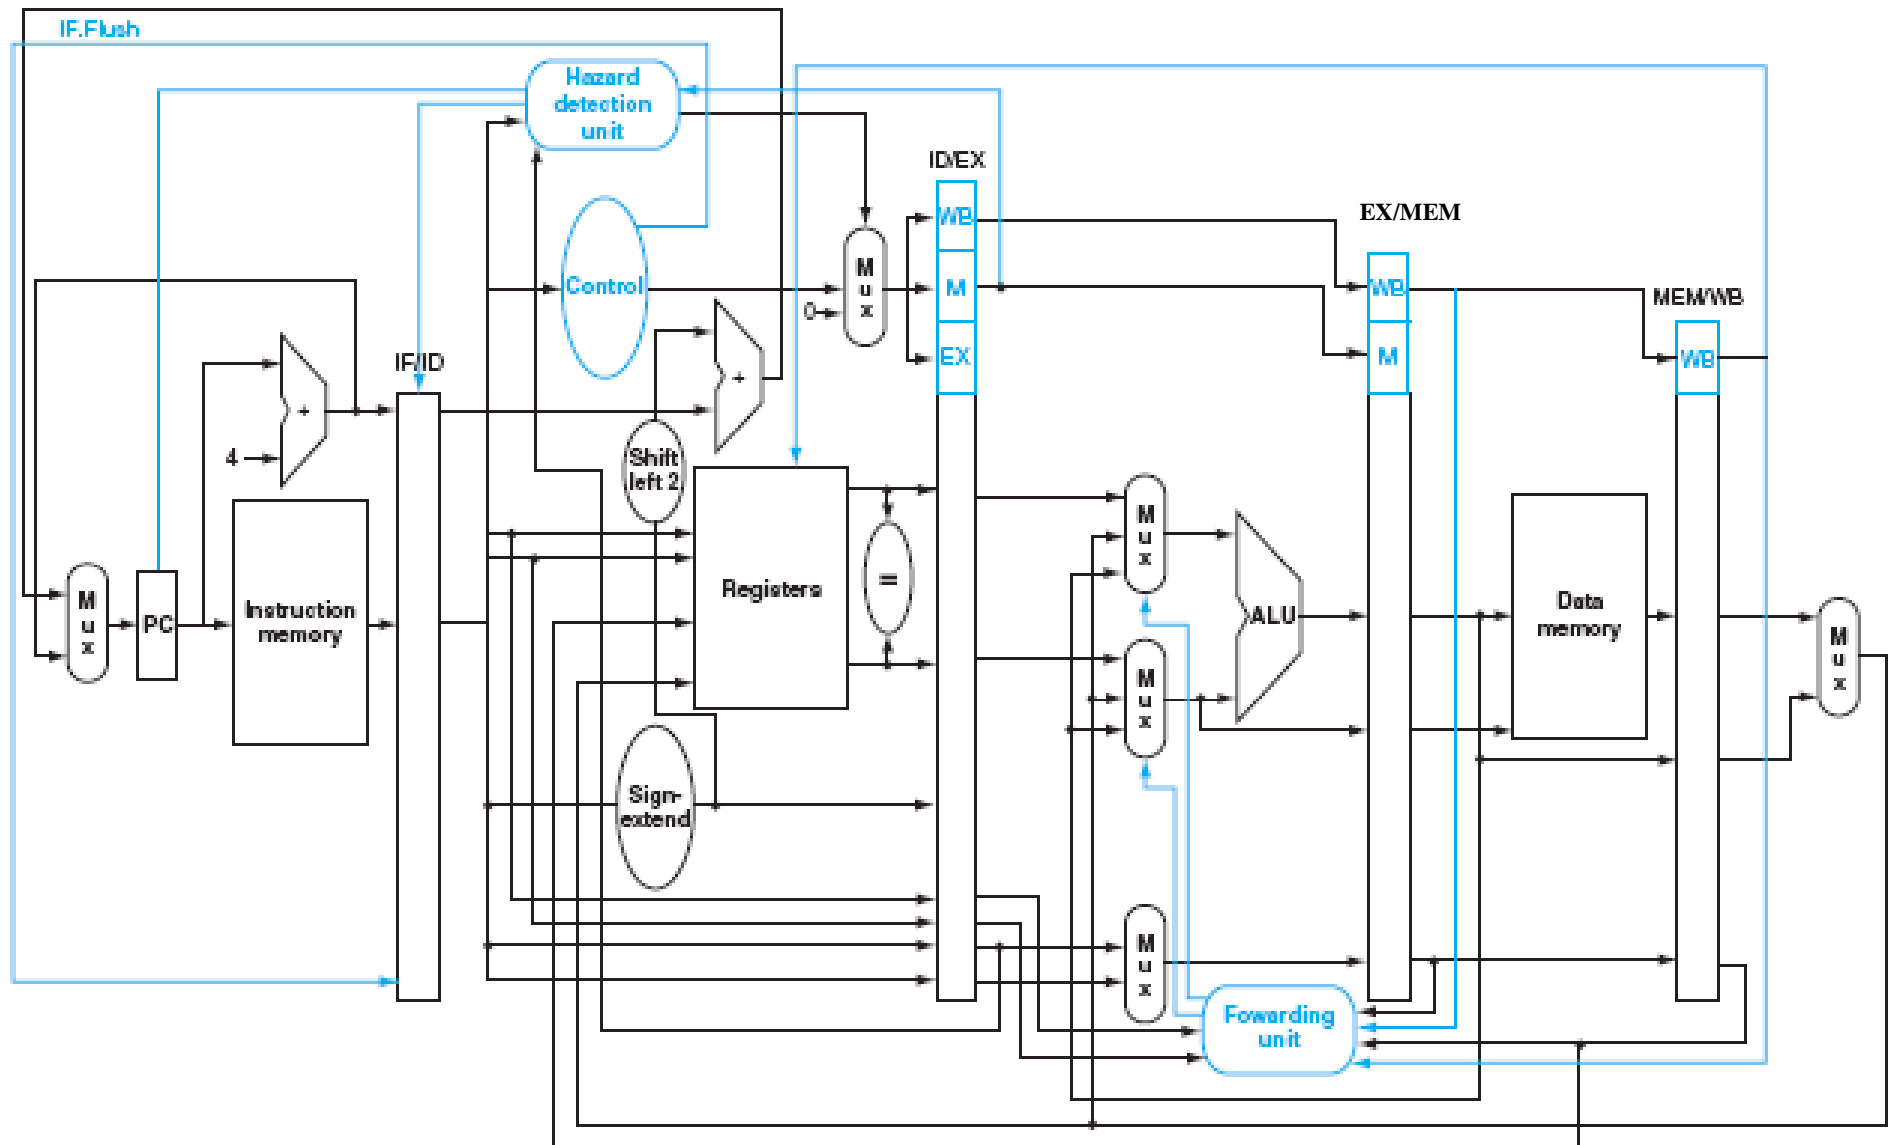 IF.Flush
Hazard
detection
unit
ID/EX
WB
EX/MEM
Control
M
u
x
M
WB
MEM/WB
0
IF/ID
+
EX
M
WB
+
4
Shift
left 2
M
u
x
=
M
u
x
PC
Instruction
memory
Registers
ALU
Data
memory
M
u
x
M
u
x
Sign-
extend
M
u
x
Fowarding
unit